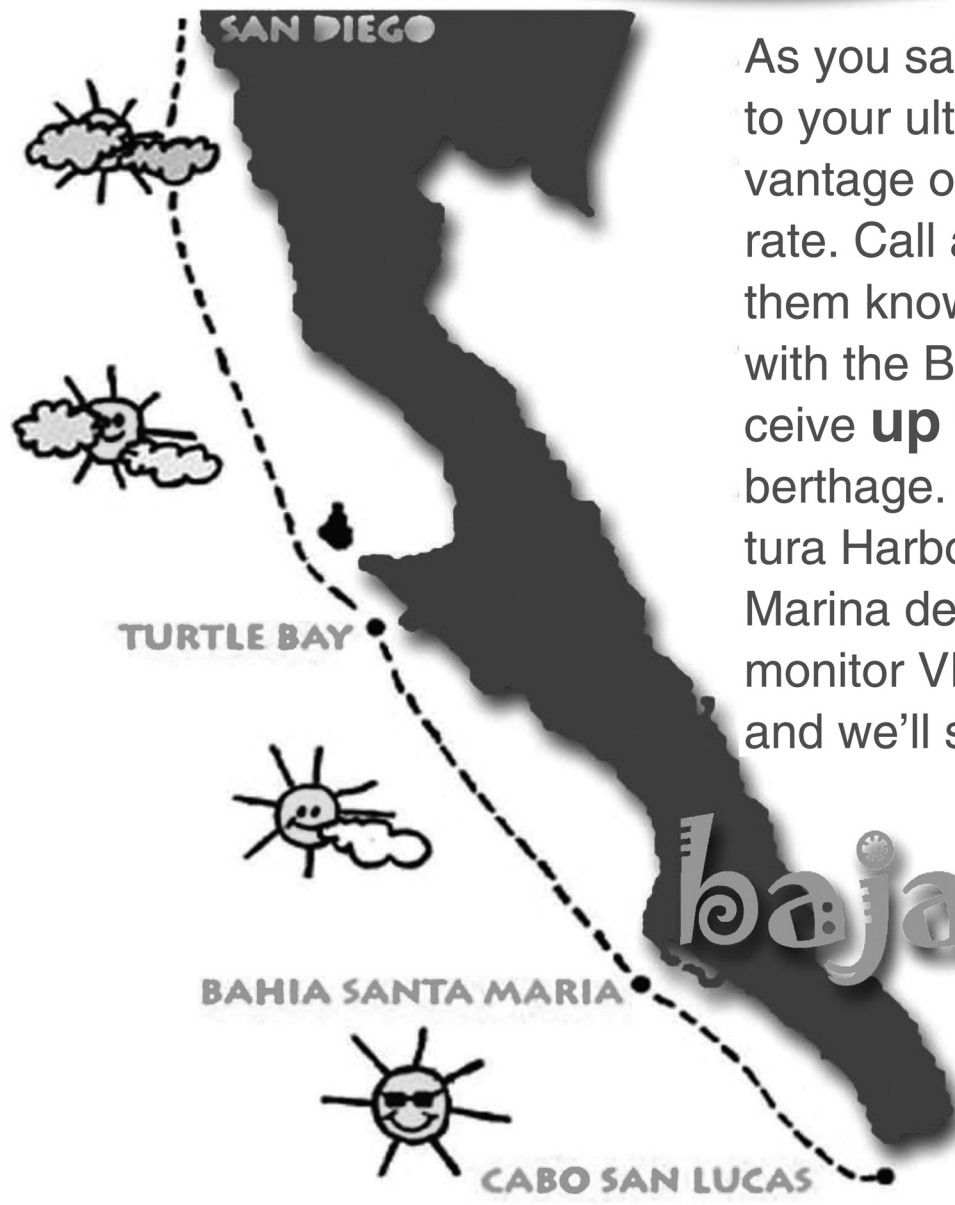 SAN DIEGO
As you sa
to your ult
vantage o
rate. Call a
them know
with the B
ceive up
berthage.
tura Harbo
Marina de
monitor VH
and we'll s
TURTLE BAY
baja
BAHIA SANTA MARIA
CABO SAN LUCAS